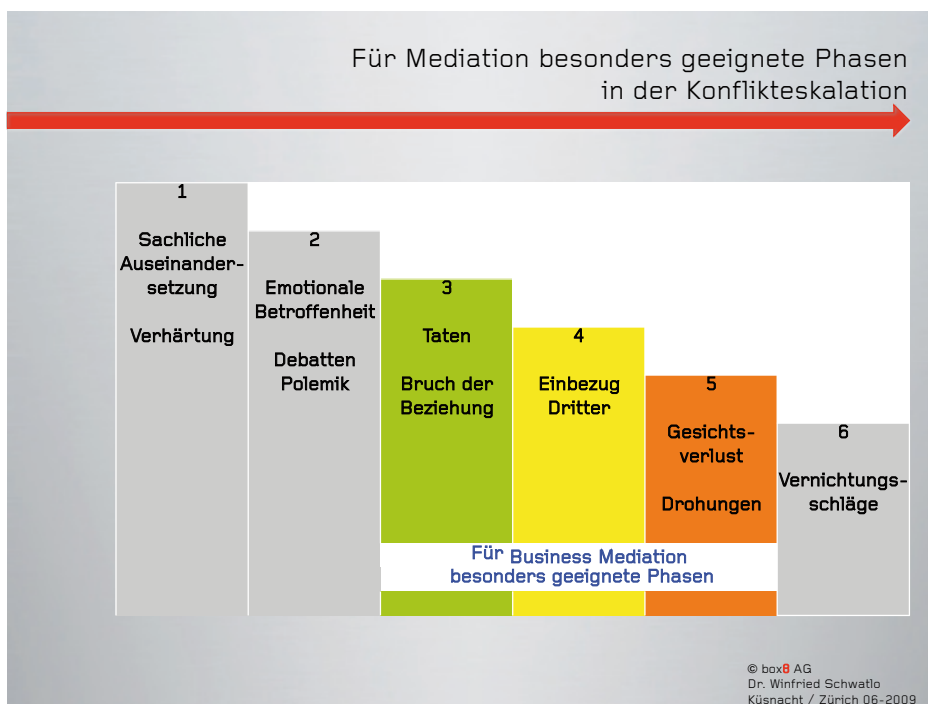 Für Mediation besonders geeignete Phasen
in der Konflikteskalation
1
Sachliche
Auseinander-
setzung
Verhärtung
2
Emotionale
Betroffenheit
Debatten
Polemik
3
Taten
Bruch der
Beziehung
4
Einbezug
Dritter
5
Gesichts-
verlust
Drohungen
6
Vernichtungs-
schläge
Für Business Mediation
besonders geeignete Phasen
© box8 AG
Dr. Winfried Schwatlo
Küsnacht / Zürich 06-2009